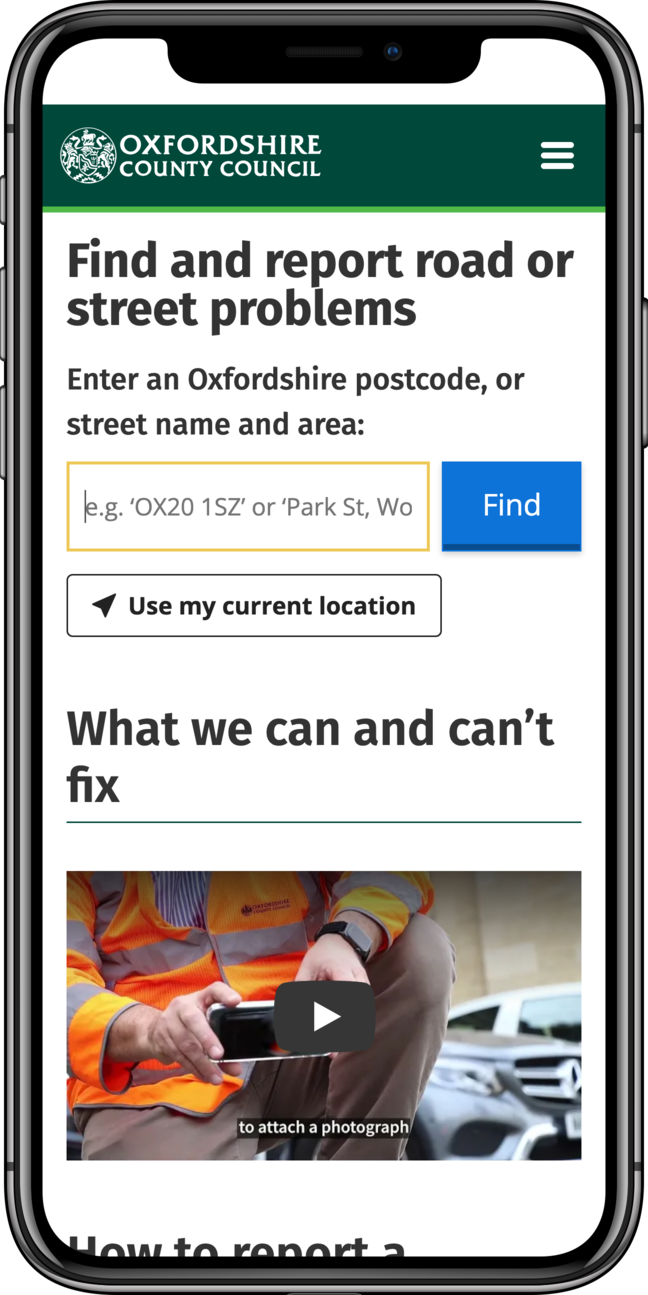 OXFORDSHIRE
COUNTY COUNCIL
Find and report road or
street problems
Enter an Oxfordshire postcode, or
street name and area:
e.g. ‘OX20 1SZ’ or ‘Park St, Wo
Find
Use my current location
What we can and can’t
fix
OXFORDSHIRE
COUNTY COUNCIL
to attach a photograph
How to report a